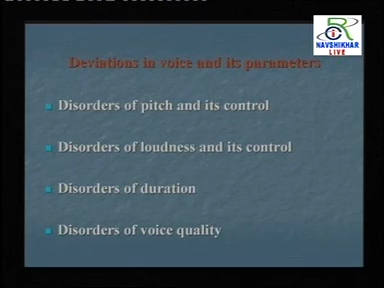 NAVSHIKHAR
LIVE
Deviations in voice and its parameters
Disorders of pitch and its control
Disorders of loudness and its control
Disorders of duration
Disorders of voice quality